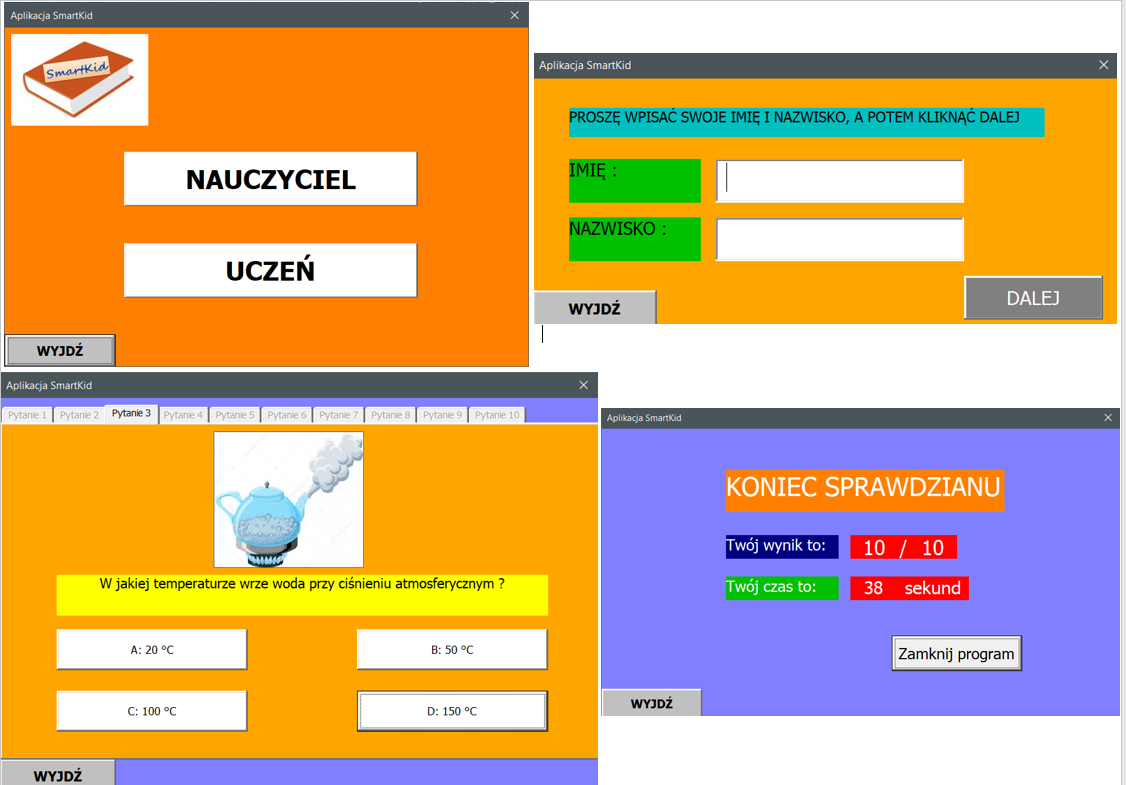 Aplikacja SmartKid
SmartKid
NAUCZYCIEL
UCZEŃ
WYJDŹ
Aplikacja SmartKid
PROSZĘ WPISAĆ SWOJE IMIĘ I NAZWISKO, A POTEM KLIKNĄĆ DALEJ
IMIĘ :
NAZWISKO :
DALEJ
WYJDŹ
Aplikacja SmartKid
Pytanie 1 Pytanie 2 Pytanie 3 Pytanie 4 Pytanie 5 Pytanie 6 Pytanie 7 Pytanie 8 Pytanie 9 Pytanie 10
W jakiej temperaturze wrze woda przy ciśnieniu atmosferycznym ?
A: 20 °C B: 50 °C
C: 100 °C D: 150 °C
WYJDŹ
Aplikacja SmartKid
KONIEC SPRAWDZIANU
Twój wynik to: 10 / 10
Twój czas to: 38 sekund
Zamknij program
WYJDŹ